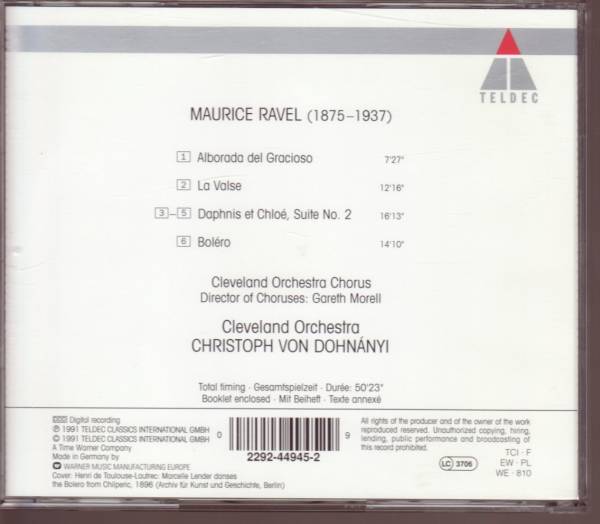 TELDEC
MAURICE RAVEL (1875–1937)
1 Alborada del Gracioso 7'27"
2 La Valse 12'16"
3–5 Daphnis et Chloé, Suite No. 2 16'13"
6 Boléro 14'10"
Cleveland Orchestra Chorus
Director of Choruses: Gareth Morell
Cleveland Orchestra
CHRISTOPH VON DOHNÁNYI
Total timing · Gesamtspielzeit · Durée: 50'23"
Booklet enclosed · Mit Beiheft · Texte annexé
DDD Digital recording
℗ 1991 TELDEC CLASSICS INTERNATIONAL GMBH
© 1991 TELDEC CLASSICS INTERNATIONAL GMBH
A Time Warner Company
Made in Germany by
WARNER MUSIC MANUFACTURING EUROPE
Cover: Henri de Toulouse-Lautrec: Marcelle Lender danses
the Bolero from Chilperic, 1896 (Archiv für Kunst und Geschichte, Berlin)
0 9
2292-44945-2
All rights of the producer and of the owner of the work
reproduced reserved. Unauthorized copying, hiring,
lending, public performance and broadcasting of
this record prohibited.
LC 3706
TCI · F
EW · PL
WE · 810